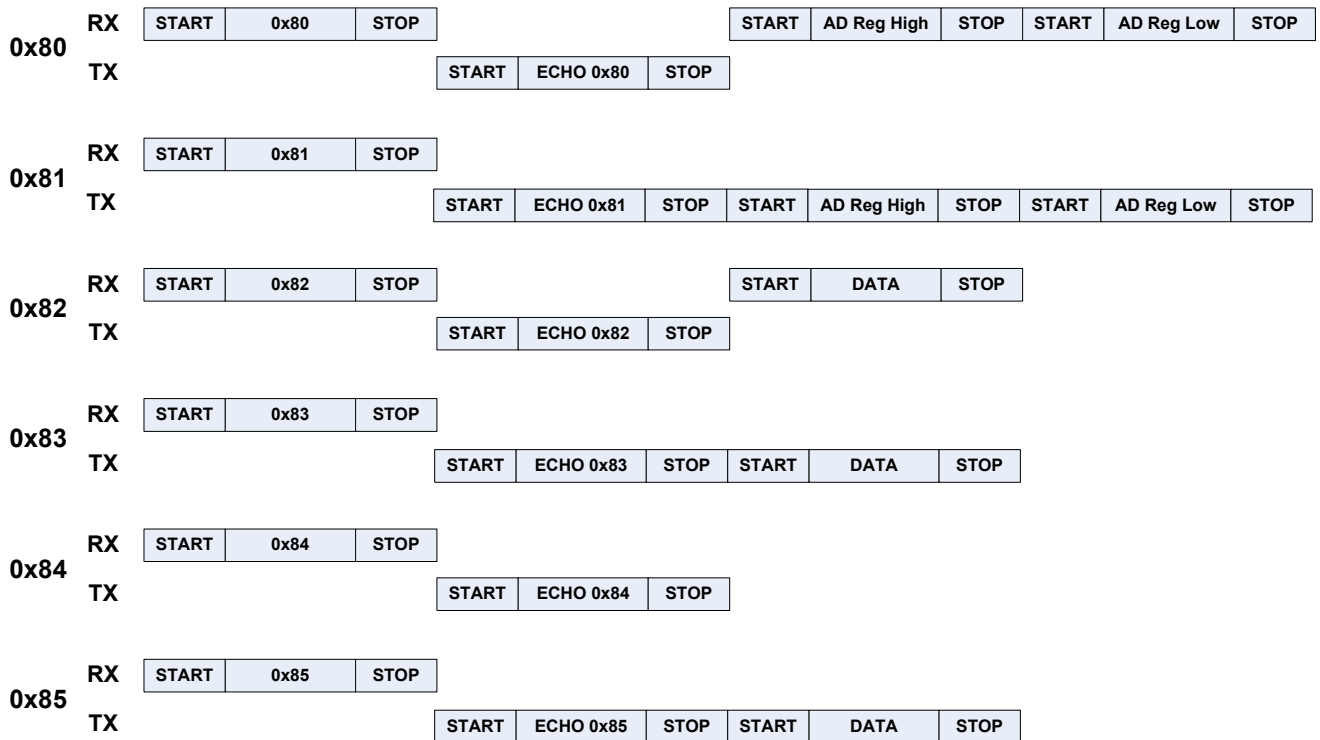 RX START 0x80 STOP START AD Reg High STOP START AD Reg Low STOP
0x80
TX START ECHO 0x80 STOP
RX START 0x81 STOP
0x81
TX START ECHO 0x81 STOP START AD Reg High STOP START AD Reg Low STOP
RX START 0x82 STOP START DATA STOP
0x82
TX START ECHO 0x82 STOP
RX START 0x83 STOP
0x83
TX START ECHO 0x83 STOP START DATA STOP
RX START 0x84 STOP
0x84
TX START ECHO 0x84 STOP
RX START 0x85 STOP
0x85
TX START ECHO 0x85 STOP START DATA STOP